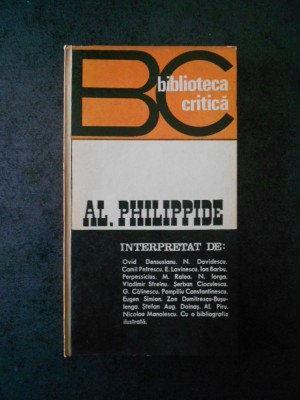 BC
biblioteca
critică
AL. PHILIPPIDE
INTERPRETAT DE:
Ovid Densusianu, N. Davidescu,
Camil Petrescu, E. Lovinescu, Ion Barbu,
Perpessicius, M. Ralea, N. Iorga,
Vladimir Streinu, Şerban Cioculescu,
G. Călinescu, Pompiliu Constantinescu,
Eugen Simion, Zoe Dumitrescu-Buşu-
lenga, Ştefan Aug. Doinaş, Al. Piru,
Nicolae Manolescu. Cu o bibliografie
ilustrată.